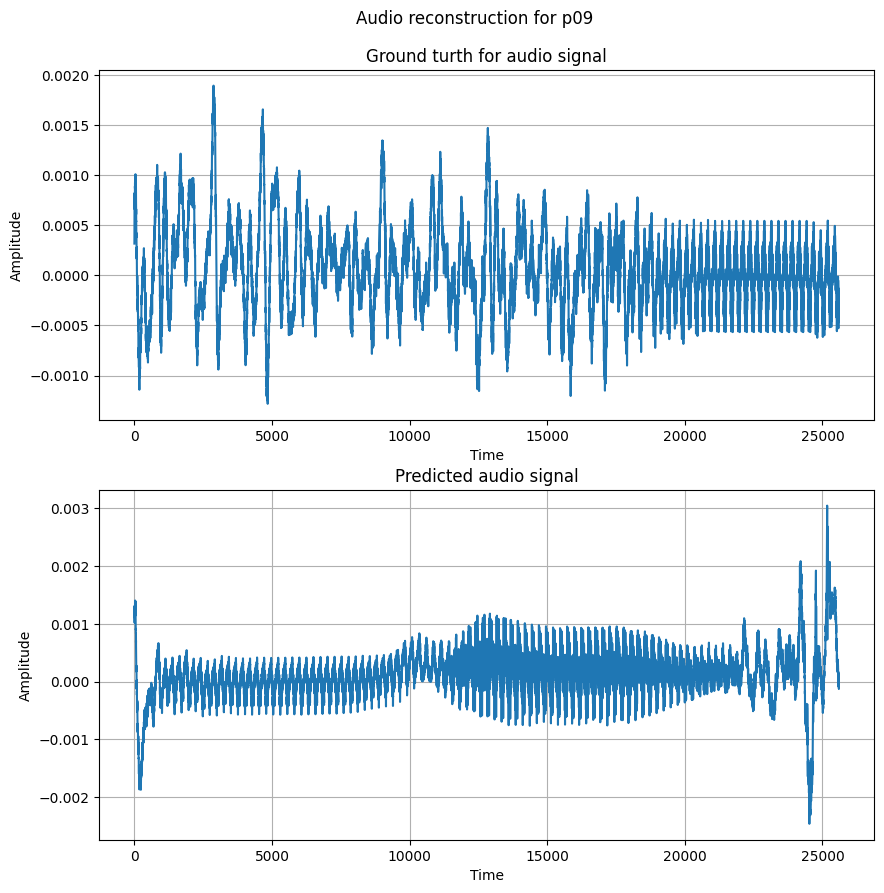 Audio reconstruction for p09
Ground turth for audio signal
0.0020
0.0015
0.0010
0.0005
0.0000
−0.0005
−0.0010
Amplitude
0 5000 10000 15000 20000 25000
Time
Predicted audio signal
0.003
0.002
0.001
0.000
−0.001
−0.002
Amplitude
0 5000 10000 15000 20000 25000
Time